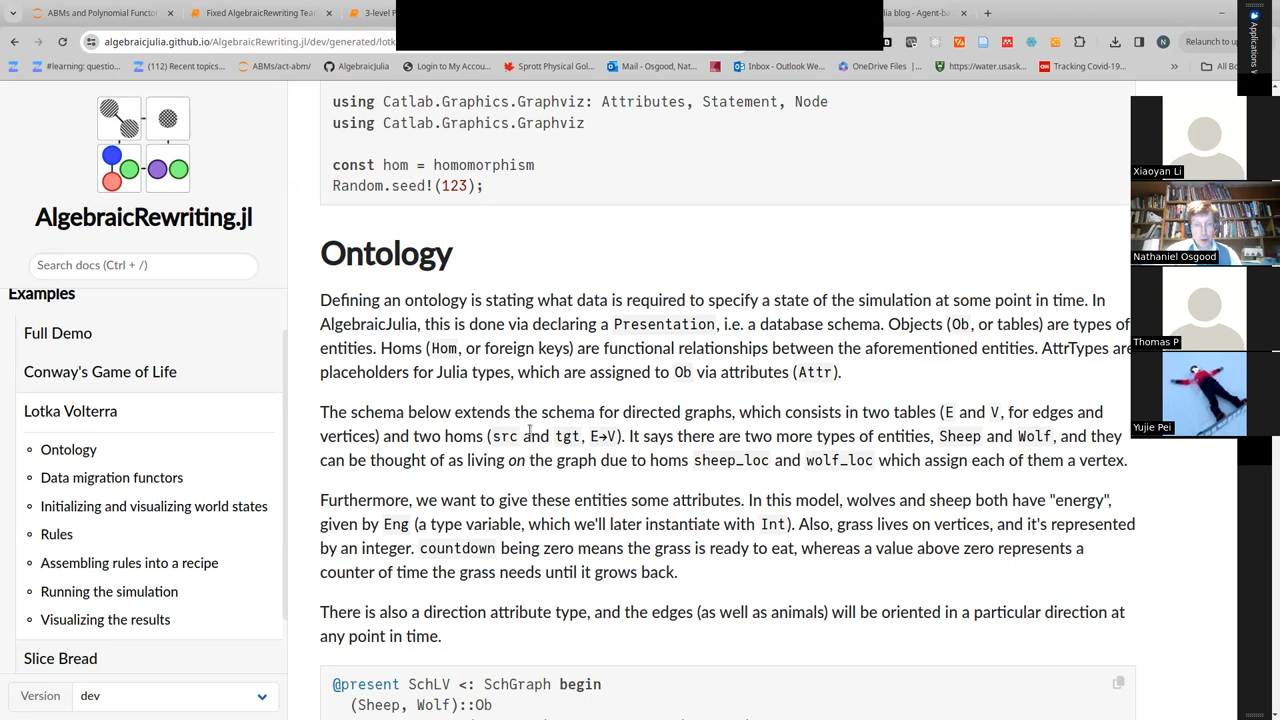 ABMs and Polynomial Functor
Fixed AlgebraicRewriting Tean
3-level P
lia blog - Agent-ba
algebraicjulia.github.io/AlgebraicRewriting.jl/dev/generated/lotk
N
Relaunch to u
#learning: questio...
(112) Recent topics...
ABMs/act-abm/
AlgebraicJulia
Login to My Accou...
Sprott Physical Gol...
Mail - Osgood, Nat...
Inbox - Outlook We...
OneDrive Files (...
https://water.usask...
Tracking Covid-19...
»
All Bo
AlgebraicRewriting.jl
Search docs (Ctrl + /)
Examples
Full Demo
Conway's Game of Life
Lotka Volterra
Ontology
Data migration functors
Initializing and visualizing world states
Rules
Assembling rules into a recipe
Running the simulation
Visualizing the results
Slice Bread
Version
dev
using Catlab.Graphics.Graphviz: Attributes, Statement, Node
using Catlab.Graphics.Graphviz
const hom = homomorphism
Random.seed!(123);
Ontology
Defining an ontology is stating what data is required to specify a state of the simulation at some point in time. In
AlgebraicJulia, this is done via declaring a Presentation, i.e. a database schema. Objects (Ob, or tables) are types of
entities. Homs (Hom, or foreign keys) are functional relationships between the aforementioned entities. AttrTypes are
placeholders for Julia types, which are assigned to Ob via attributes (Attr).
The schema below extends the schema for directed graphs, which consists in two tables (E and V, for edges and
vertices) and two homs (src and tgt, E→V). It says there are two more types of entities, Sheep and Wolf, and they
can be thought of as living on the graph due to homs sheep_loc and wolf_loc which assign each of them a vertex.
Furthermore, we want to give these entities some attributes. In this model, wolves and sheep both have "energy",
given by Eng (a type variable, which we'll later instantiate with Int). Also, grass lives on vertices, and it's represented
by an integer. countdown being zero means the grass is ready to eat, whereas a value above zero represents a
counter of time the grass needs until it grows back.
There is also a direction attribute type, and the edges (as well as animals) will be oriented in a particular direction at
any point in time.
@present SchLV <: SchGraph begin
(Sheep, Wolf)::Ob
Applications
Xiaoyan Li
Nathaniel Osgood
Thomas P
Yujie Pei